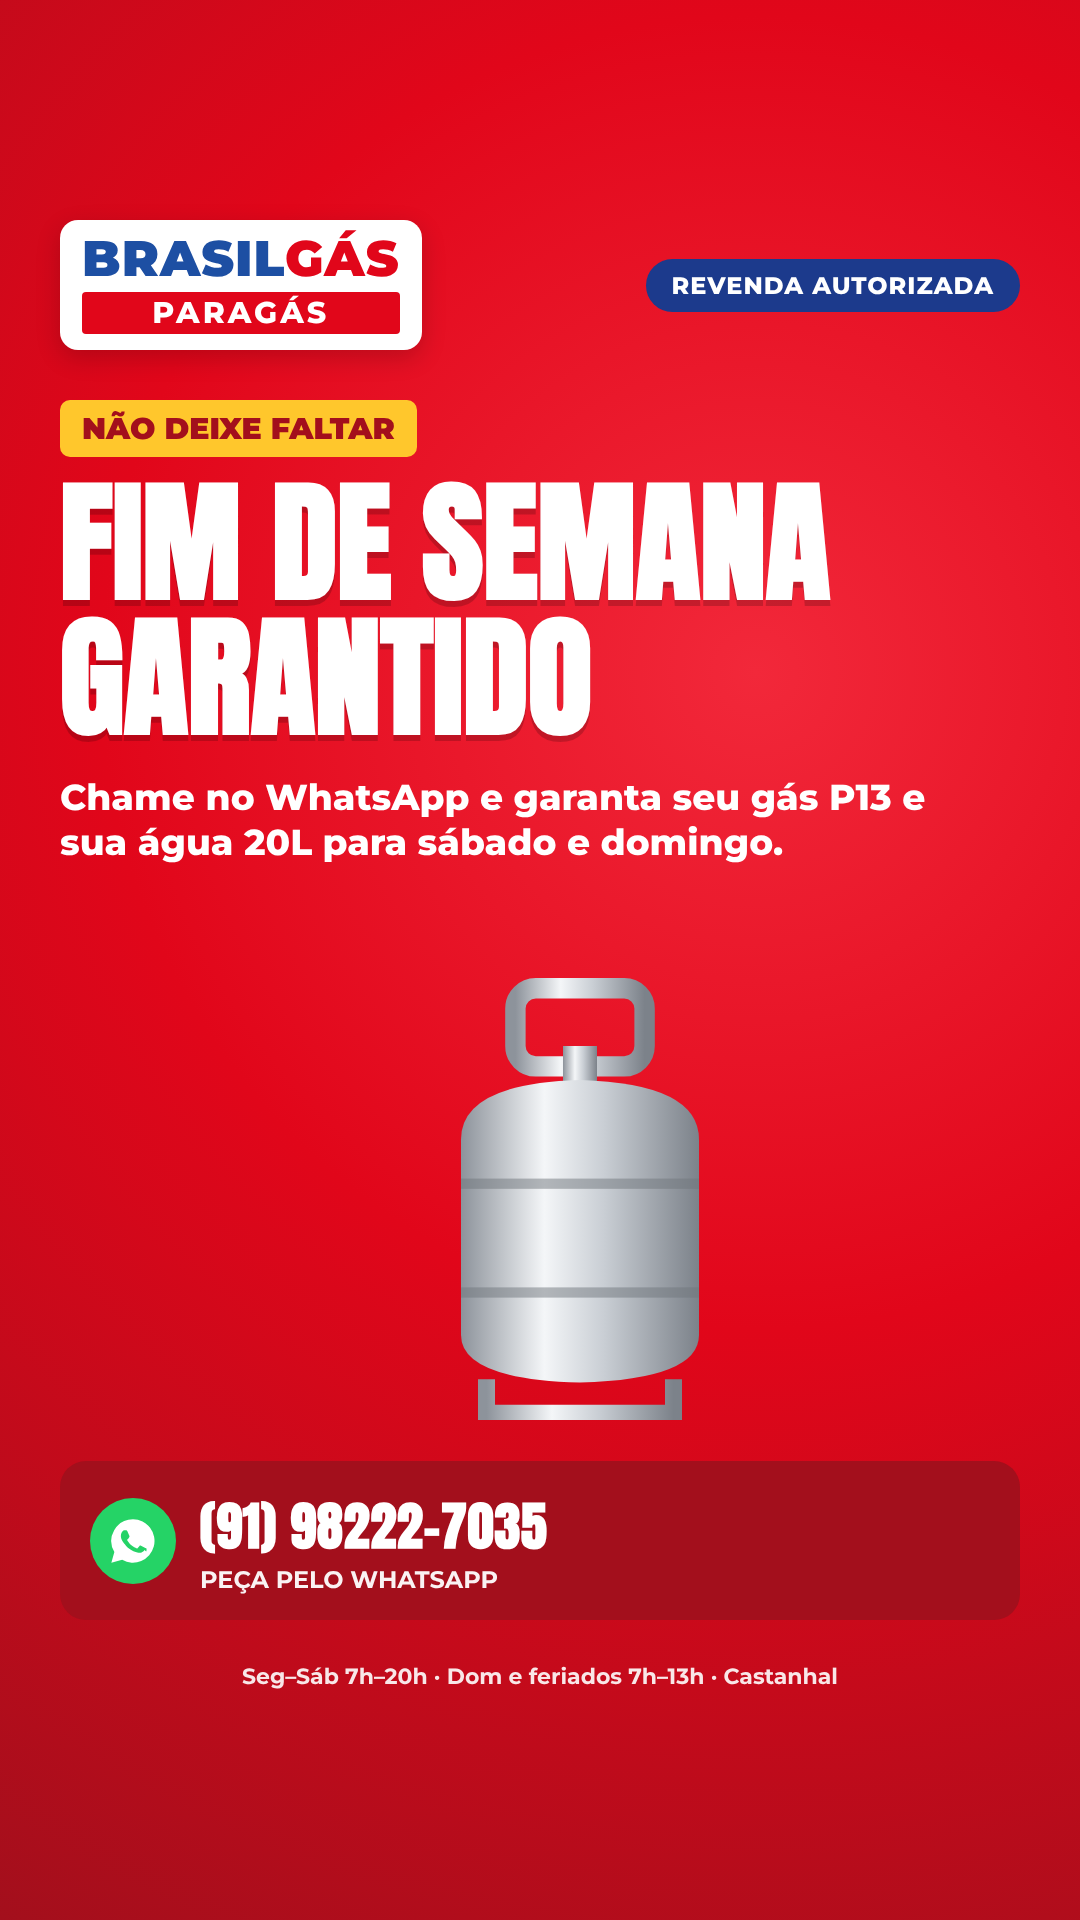 BRASILGÁS
PARAGÁS
REVENDA AUTORIZADA
NÃO DEIXE FALTAR
FIM DE SEMANA
GARANTIDO
Chame no WhatsApp e garanta seu gás P13 e
sua água 20L para sábado e domingo.
(91) 98222-7035
PEÇA PELO WHATSAPP
Seg–Sáb 7h–20h · Dom e feriados 7h–13h · Castanhal